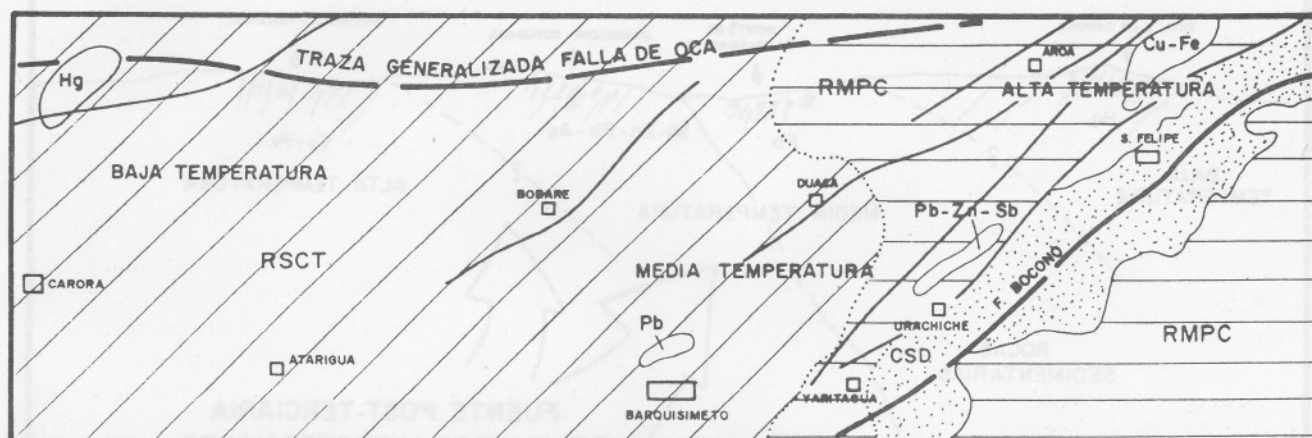 TRAZA GENERALIZADA FALLA DE OCA
Hg
RMPC
AROA
Cu-Fe
ALTA TEMPERATURA
S. FELIPE
BAJA TEMPERATURA
BOBARE
DUACA
Pb-Zn-Sb
RSCT
MEDIA TEMPERATURA
CARORA
F BOCONO
URACHICHE
Pb
RMPC
ATARIGUA
CSD
YARITAGUA
BARQUISIMETO